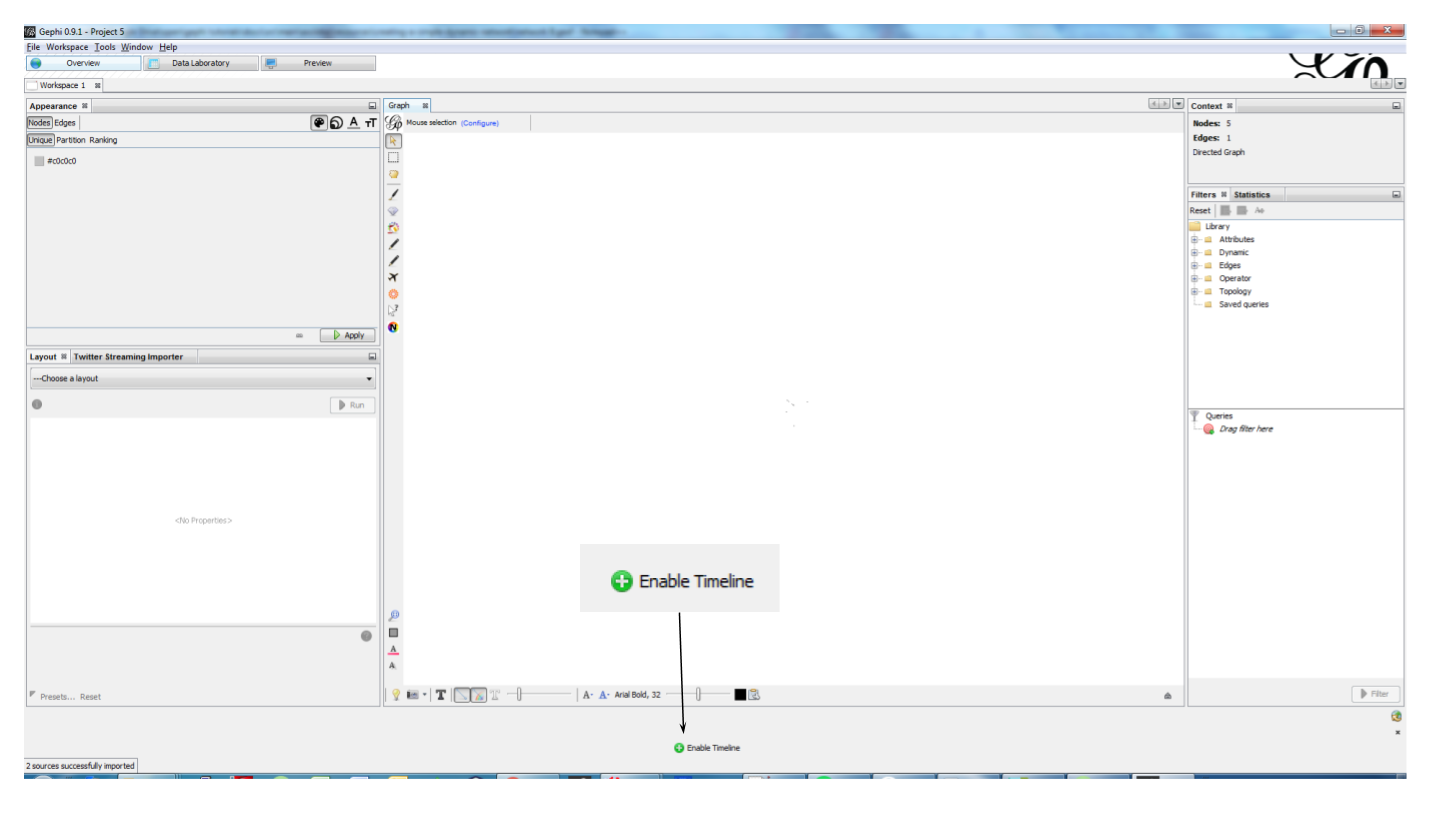 Gephi 0.9.1 - Project 5
File Workspace Tools Window Help
Overview Data Laboratory Preview
Workspace 1
Appearance
Nodes Edges
Unique Partition Ranking
#c0c0c0
Apply
Layout Twitter Streaming Importer
---Choose a layout
Run
<No Properties>
Presets... Reset
Graph
Mouse selection (Configure)
Enable Timeline
A- A- Arial Bold, 32
Context
Nodes: 5
Edges: 1
Directed Graph
Filters Statistics
Reset
Library
Attributes
Dynamic
Edges
Operator
Topology
Saved queries
Queries
Drag filter here
Filter
Enable Timeline
2 sources successfully imported